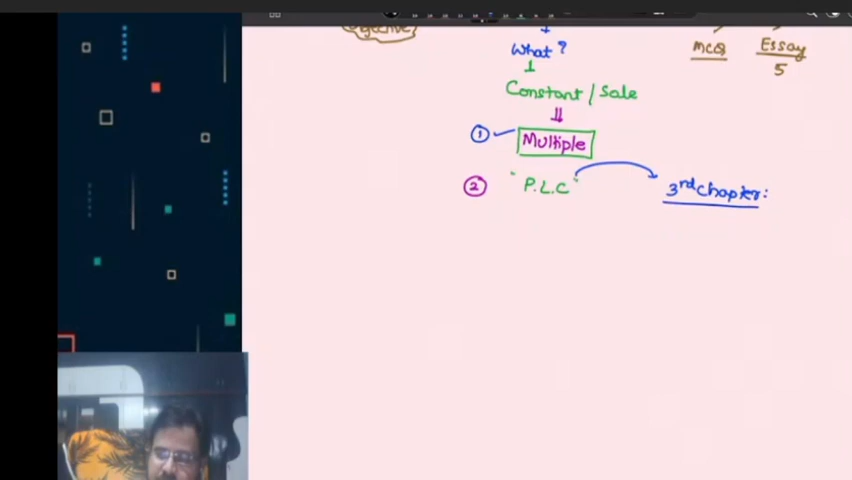 What ?
MCQ Essay
5
Constant / Sale
① Multiple
② "P.L.C" 3rd Chapter: